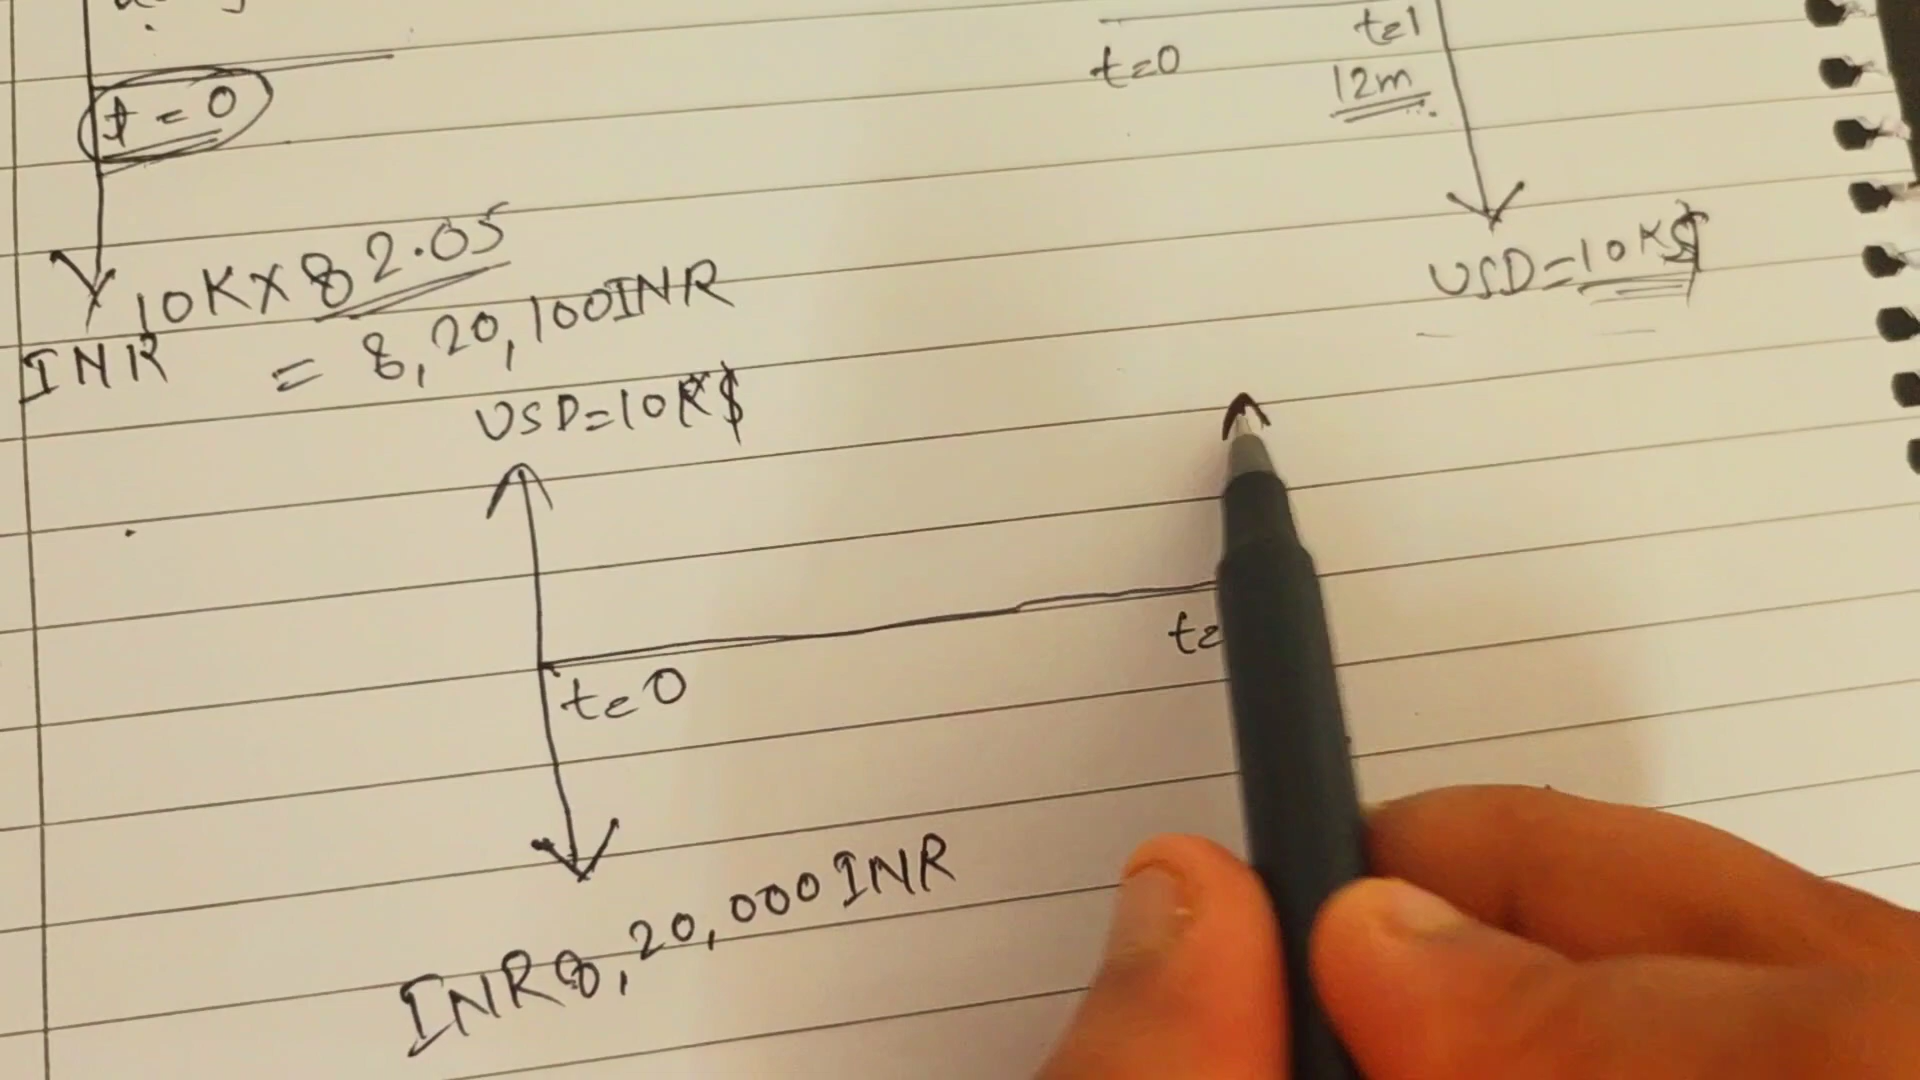 t=1
t=0
12m
t=0
10K×82.05
USD=10K$
INR = 8,20,100INR
USD=10K$
t=
t=0
INR 8,20,000 INR